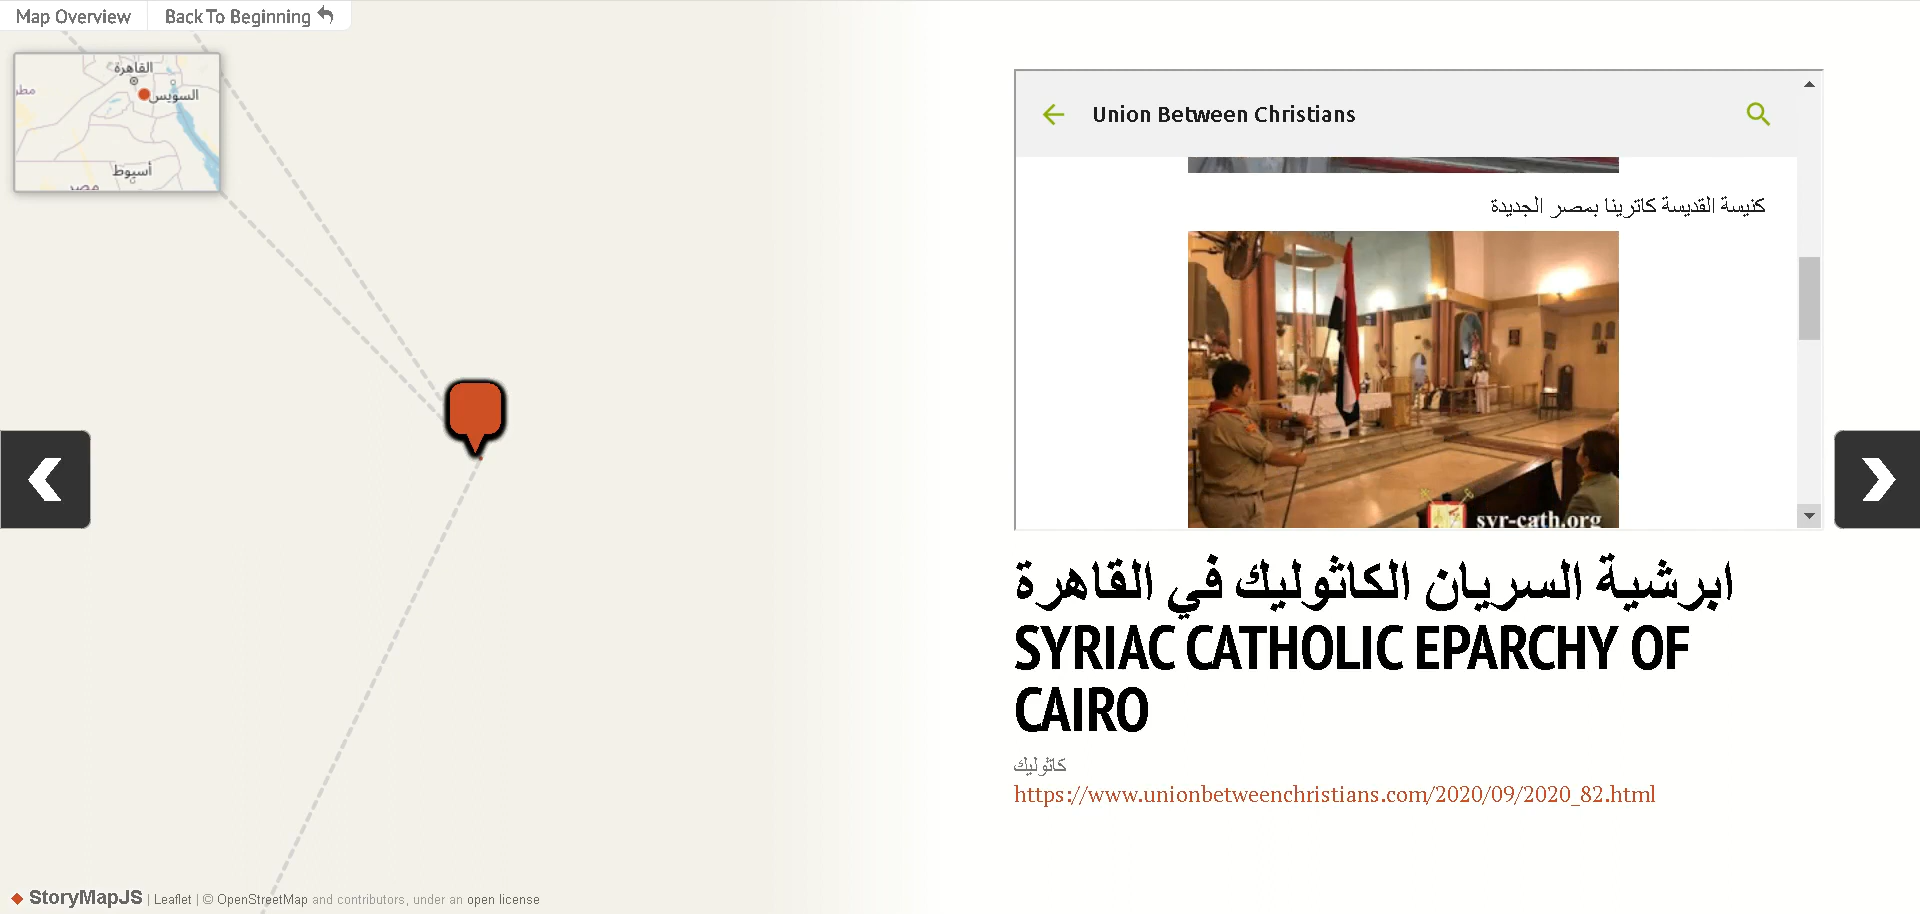 Map Overview
Back To Beginning
القاهرة
السويس
أسيوط
مصر
Union Between Christians
كنيسة القديسة كاترينا بمصر الجديدة
syr-cath.org
ابرشية السريان الكاثوليك في القاهرة
SYRIAC CATHOLIC EPARCHY OF
CAIRO
كاثوليك
https://www.unionbetweenchristians.com/2020/09/2020_82.html
StoryMapJS | Leaflet | © OpenStreetMap and contributors, under an open license